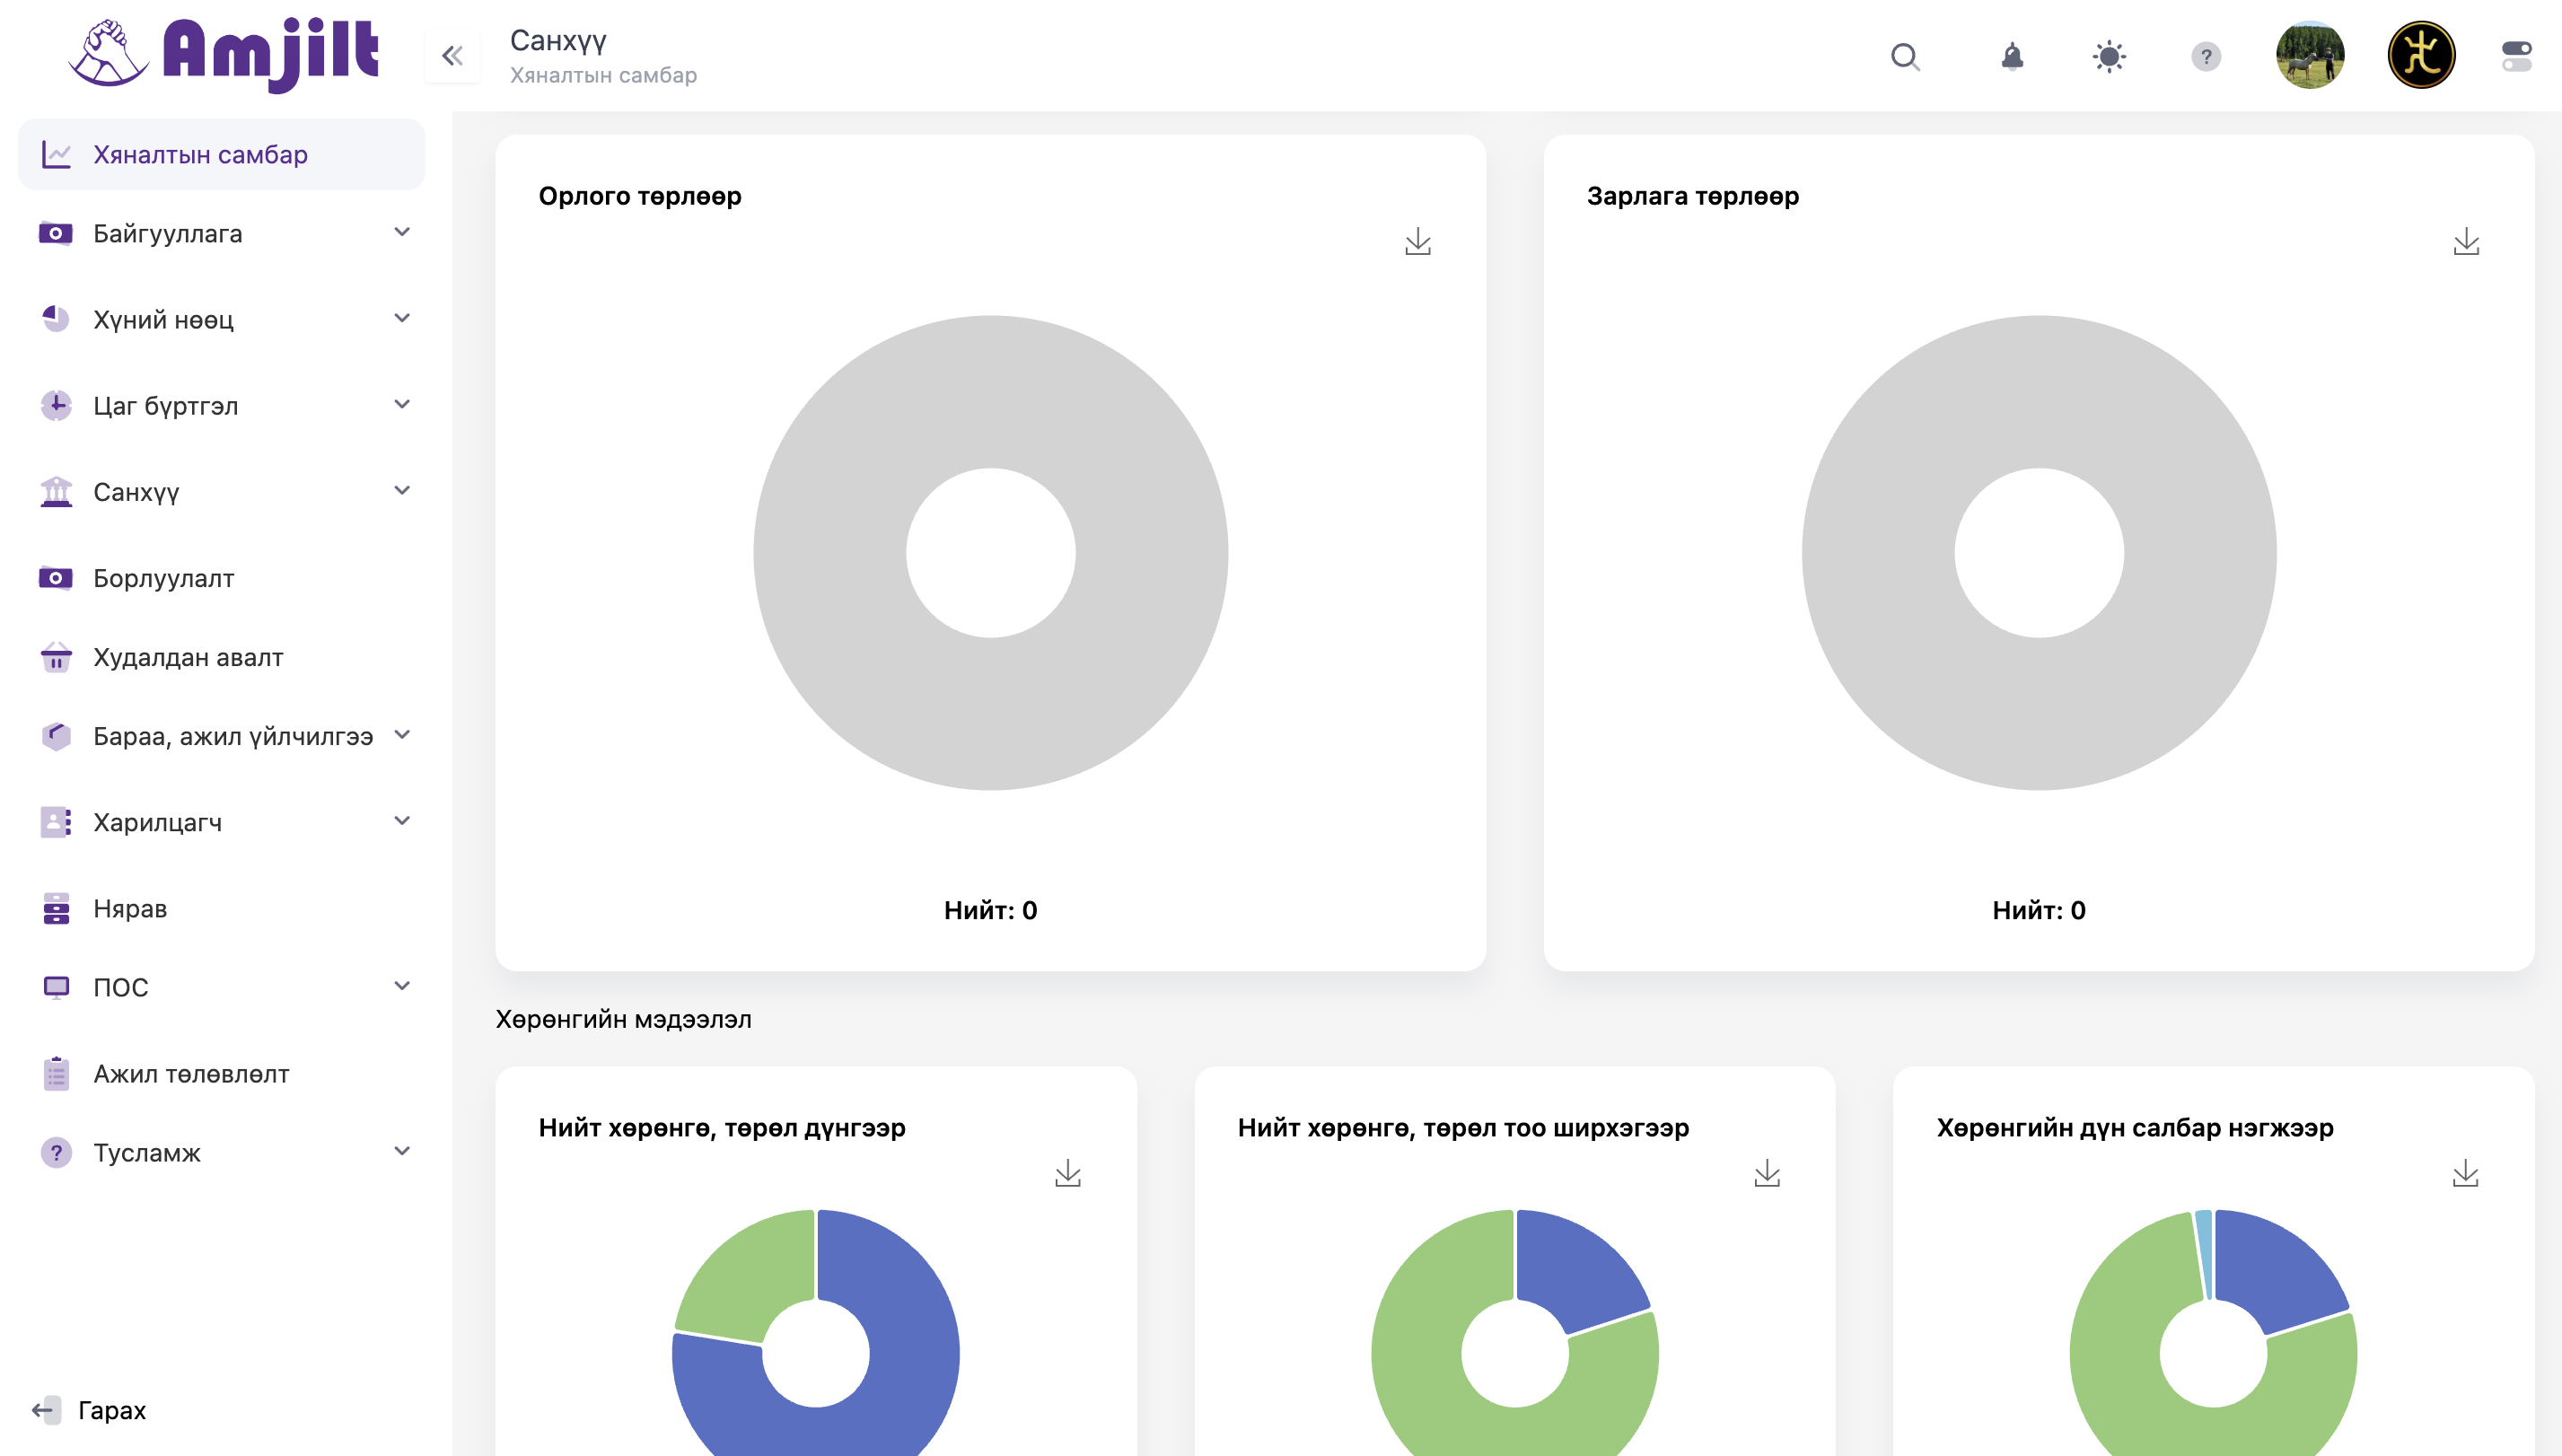 Amjilt
Санхүү
Хяналтын самбар
Хяналтын самбар
Байгууллага
Хүний нөөц
Цаг бүртгэл
Санхүү
Борлуулалт
Худалдан авалт
Бараа, ажил үйлчилгээ
Харилцагч
Нярав
ПОС
Ажил төлөвлөлт
Тусламж
Гарах
Орлого төрлөөр
Нийт: 0
Зарлага төрлөөр
Нийт: 0
Хөрөнгийн мэдээлэл
Нийт хөрөнгө, төрөл дүнгээр
Нийт хөрөнгө, төрөл тоо ширхэгээр
Хөрөнгийн дүн салбар нэгжээр